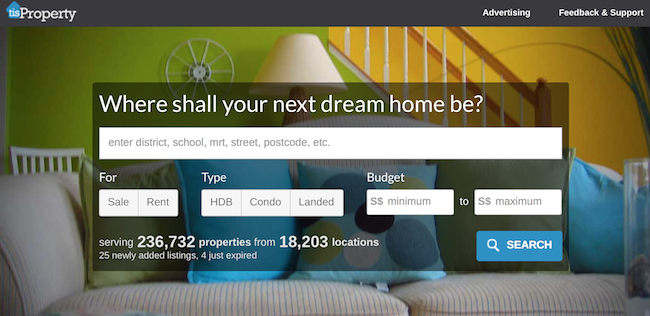 tisProperty
Advertising Feedback & Support
Where shall your next dream home be?
enter district, school, mrt, street, postcode, etc.
For Type Budget
Sale Rent HDB Condo Landed S$ minimum to S$ maximum
serving 236,732 properties from 18,203 locations
25 newly added listings, 4 just expired
SEARCH